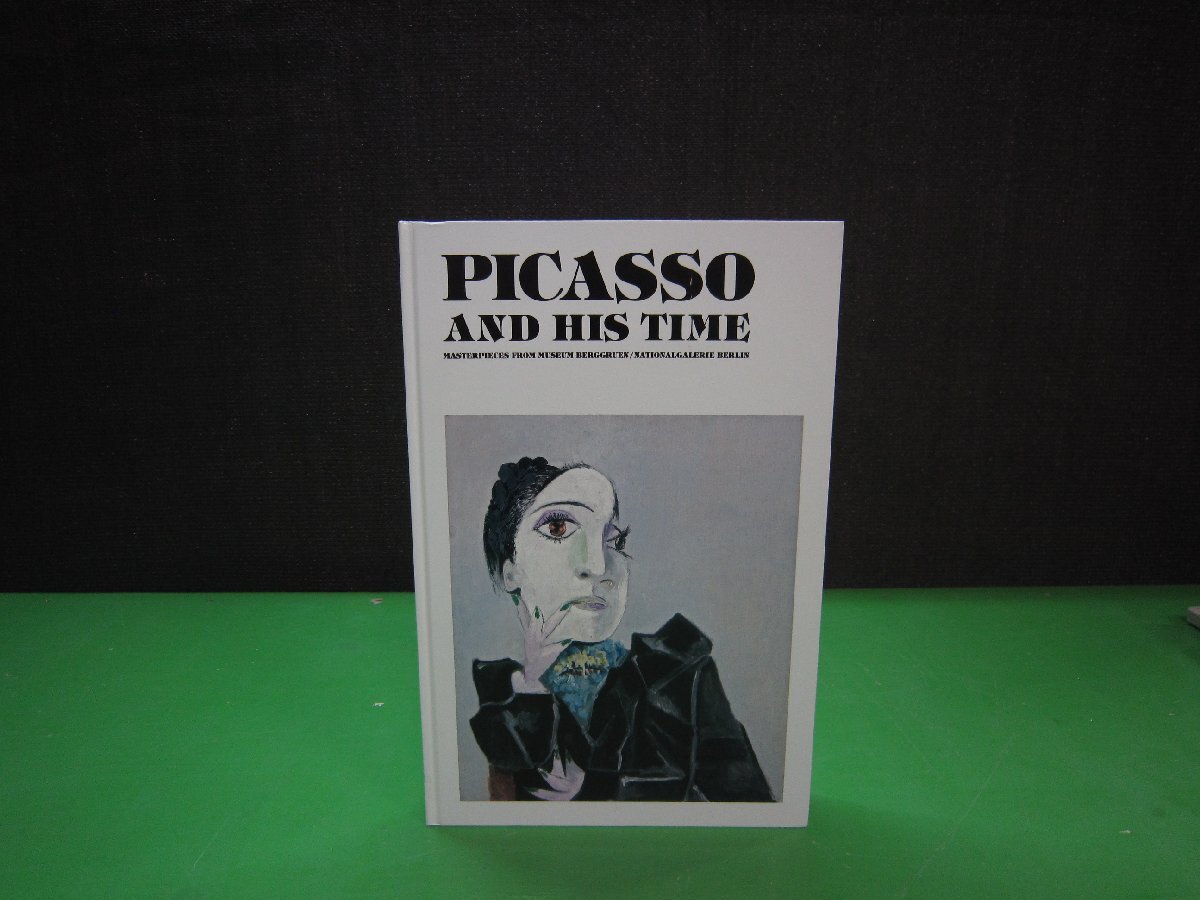 PICASSO
AND HIS TIME
MASTERPIECES FROM MUSEUM BERGGRUEN/NATIONALGALERIE BERLIN